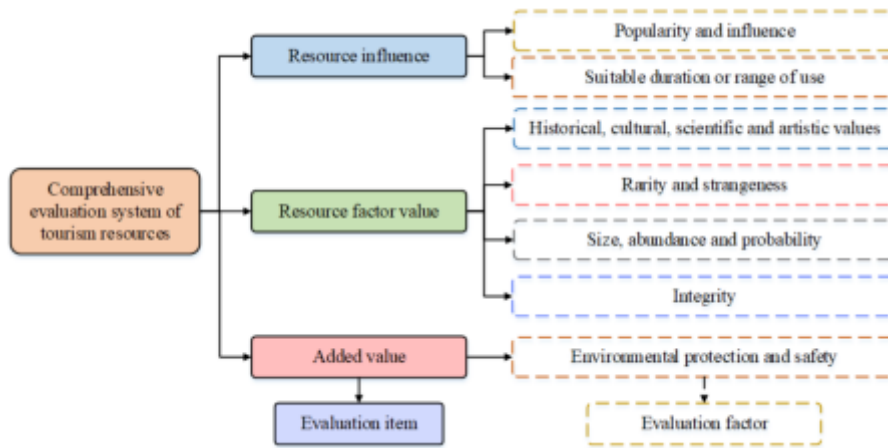 Comprehensive
evaluation system of
tourism resources
Resource influence
Popularity and influence
Suitable duration or range of use
Resource factor value
Historical, cultural, scientific and artistic values
Rarity and strangeness
Size, abundance and probability
Integrity
Added value
Environmental protection and safety
Evaluation item
Evaluation factor